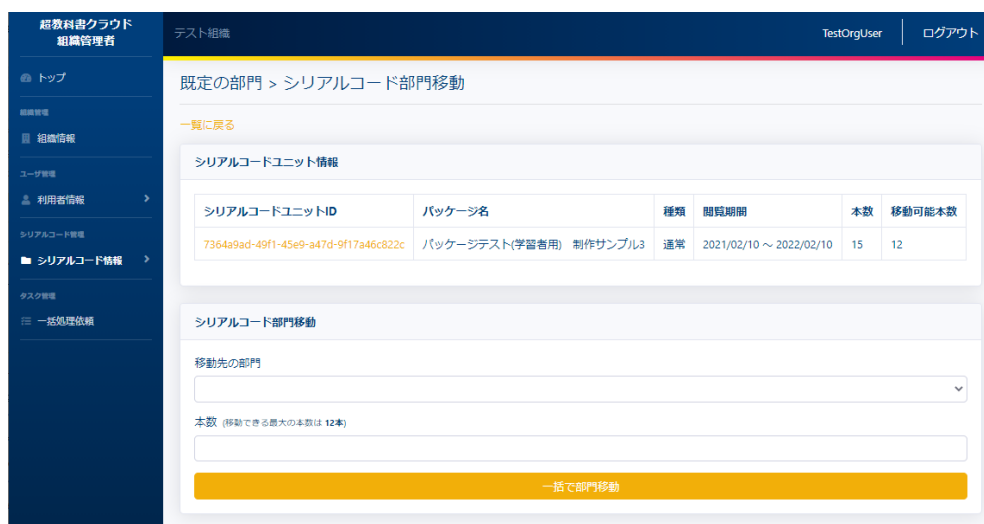 超教科書クラウド
組織管理者
テスト組織
TestOrgUser
ログアウト
トップ
組織管理
組織情報
ユーザ管理
利用者情報
シリアルコード管理
シリアルコード情報
タスク管理
一括処理依頼
既定の部門 > シリアルコード部門移動
一覧に戻る
シリアルコードユニット情報
シリアルコードユニットID パッケージ名 種類 閲覧期間 本数 移動可能本数
7364a9ad-49f1-45e9-a47d-9f17a46c822c パッケージテスト(学習者用) 制作サンプル3 通常 2021/02/10 ～ 2022/02/10 15 12
シリアルコード部門移動
移動先の部門
本数 (移動できる最大の本数は 12本)
一括で部門移動